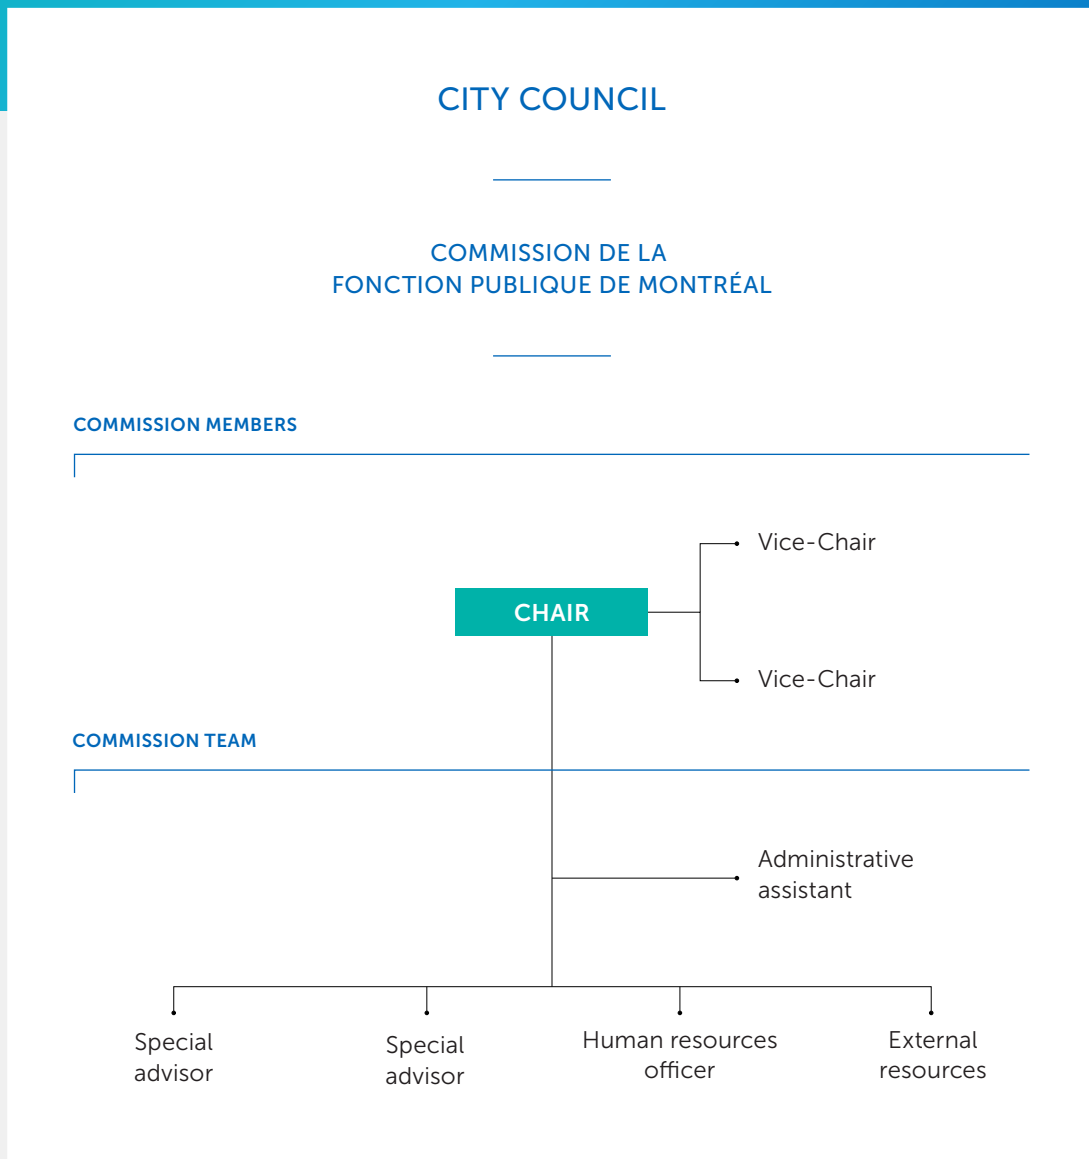 CITY COUNCIL
COMMISSION DE LA
FONCTION PUBLIQUE DE MONTRÉAL
COMMISSION MEMBERS
Vice-Chair
CHAIR
Vice-Chair
COMMISSION TEAM
Administrative
assistant
Special
advisor
Special
advisor
Human resources
officer
External
resources